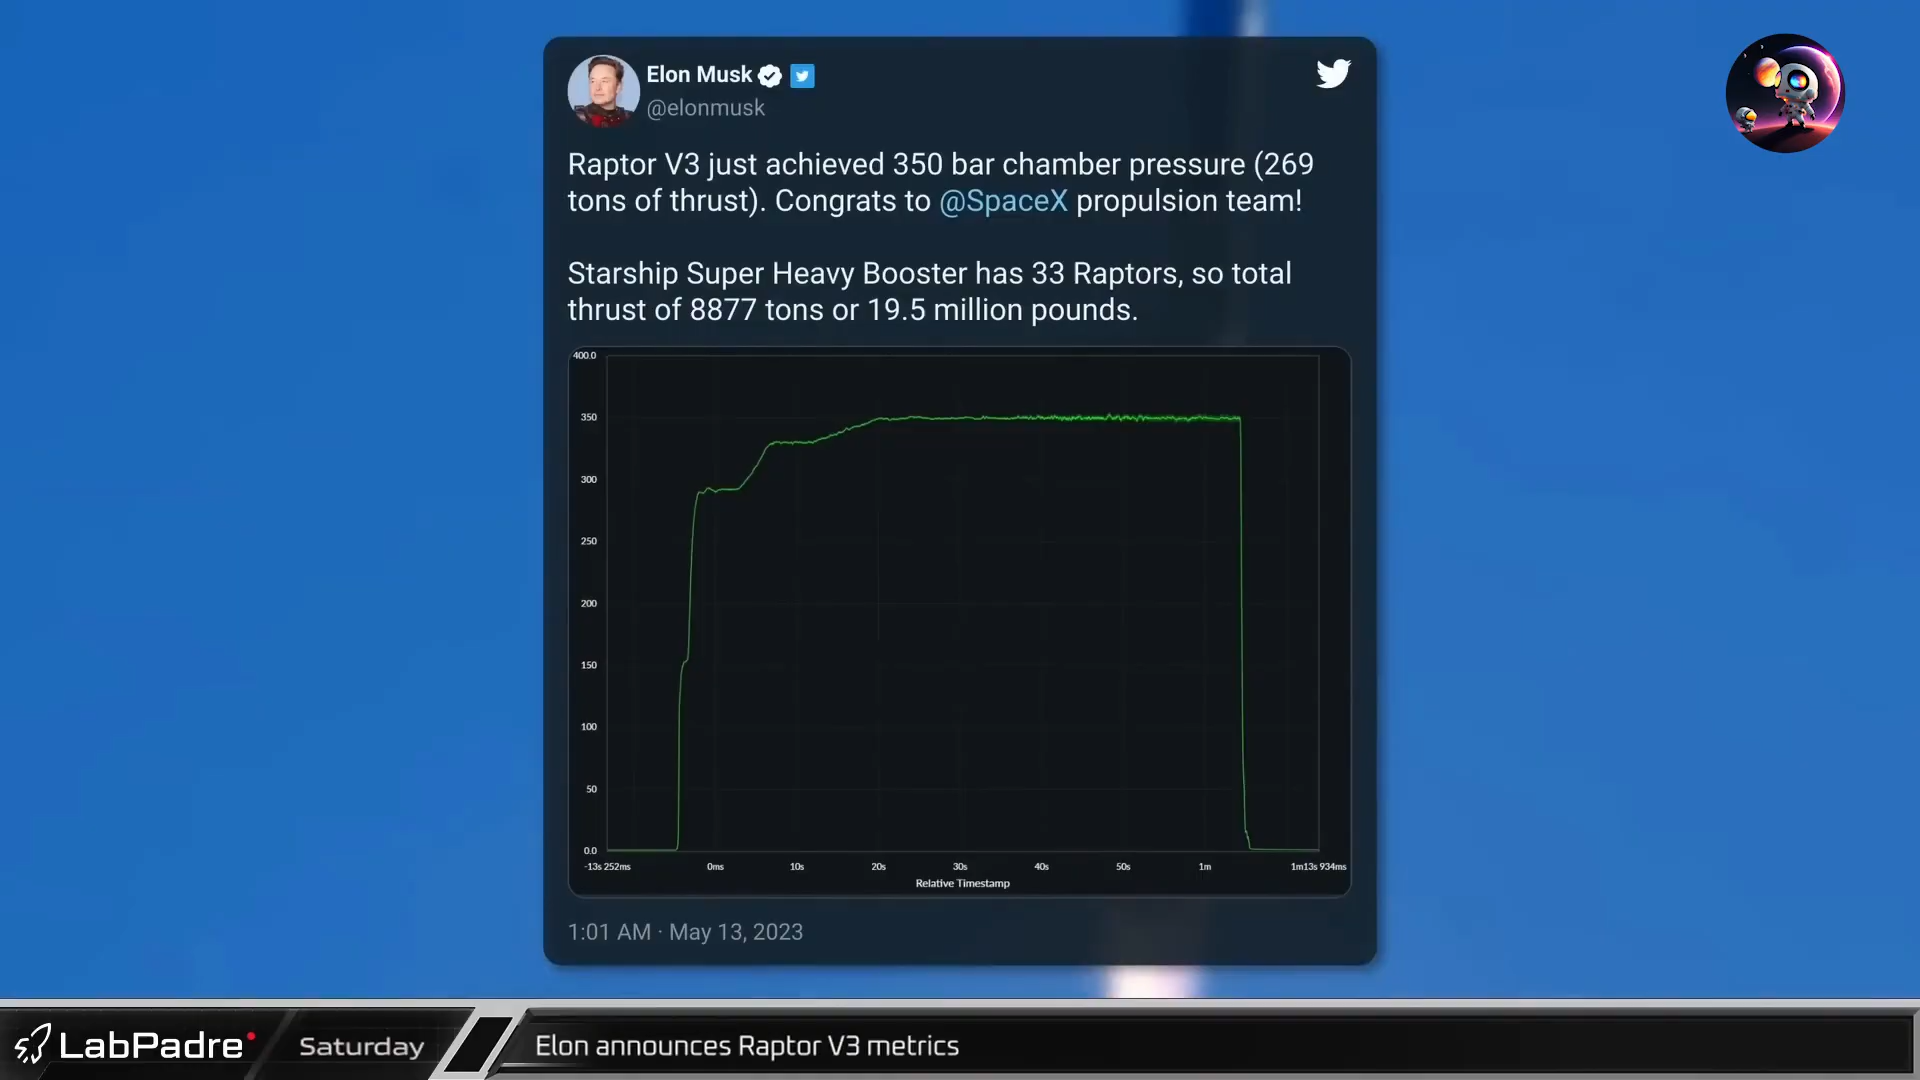 Elon Musk
@elonmusk
Raptor V3 just achieved 350 bar chamber pressure (269
tons of thrust). Congrats to @SpaceX propulsion team!
Starship Super Heavy Booster has 33 Raptors, so total
thrust of 8877 tons or 19.5 million pounds.
400.0
350
300
250
200
150
100
50
0.0
-13s 252ms 0ms 10s 20s 30s 40s 50s 1m 1m13s 934ms
Relative Timestamp
1:01 AM · May 13, 2023
LabPadre Saturday Elon announces Raptor V3 metrics